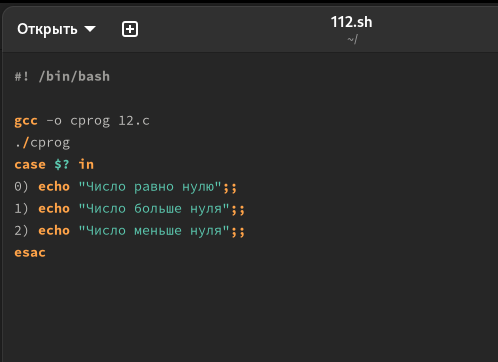 Открыть
112.sh
~/
#! /bin/bash
gcc -o cprog 12.c
./cprog
case $? in
0) echo "Число равно нулю";;
1) echo "Число больше нуля";;
2) echo "Число меньше нуля";;
esac